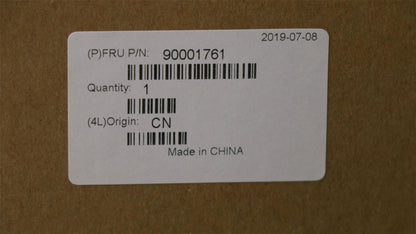 2019-07-08
(P)FRU P/N: 90001761
Quantity: 1
(4L)Origin: CN
Made in CHINA